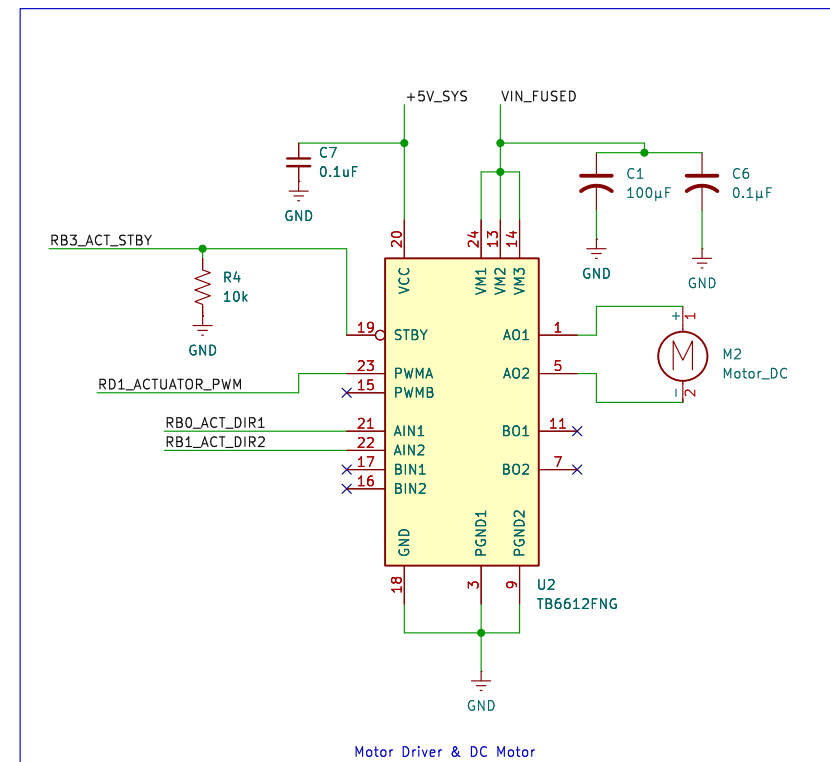 +5V_SYS
VIN_FUSED
C7
0.1uF
GND
C1
100µF
GND
C6
0.1µF
GND
RB3_ACT_STBY
R4
10k
GND
20
24
13
14
VCC
VM1
VM2
VM3
19
STBY
AO1
1
23
PWMA
AO2
5
15
PWMB
RD1_ACTUATOR_PWM
+
1
M
M2
Motor_DC
-
2
RB0_ACT_DIR1
21
AIN1
BO1
11
RB1_ACT_DIR2
22
AIN2
17
BIN1
BO2
7
16
BIN2
GND
PGND1
PGND2
18
3
9
U2
TB6612FNG
GND
Motor Driver & DC Motor